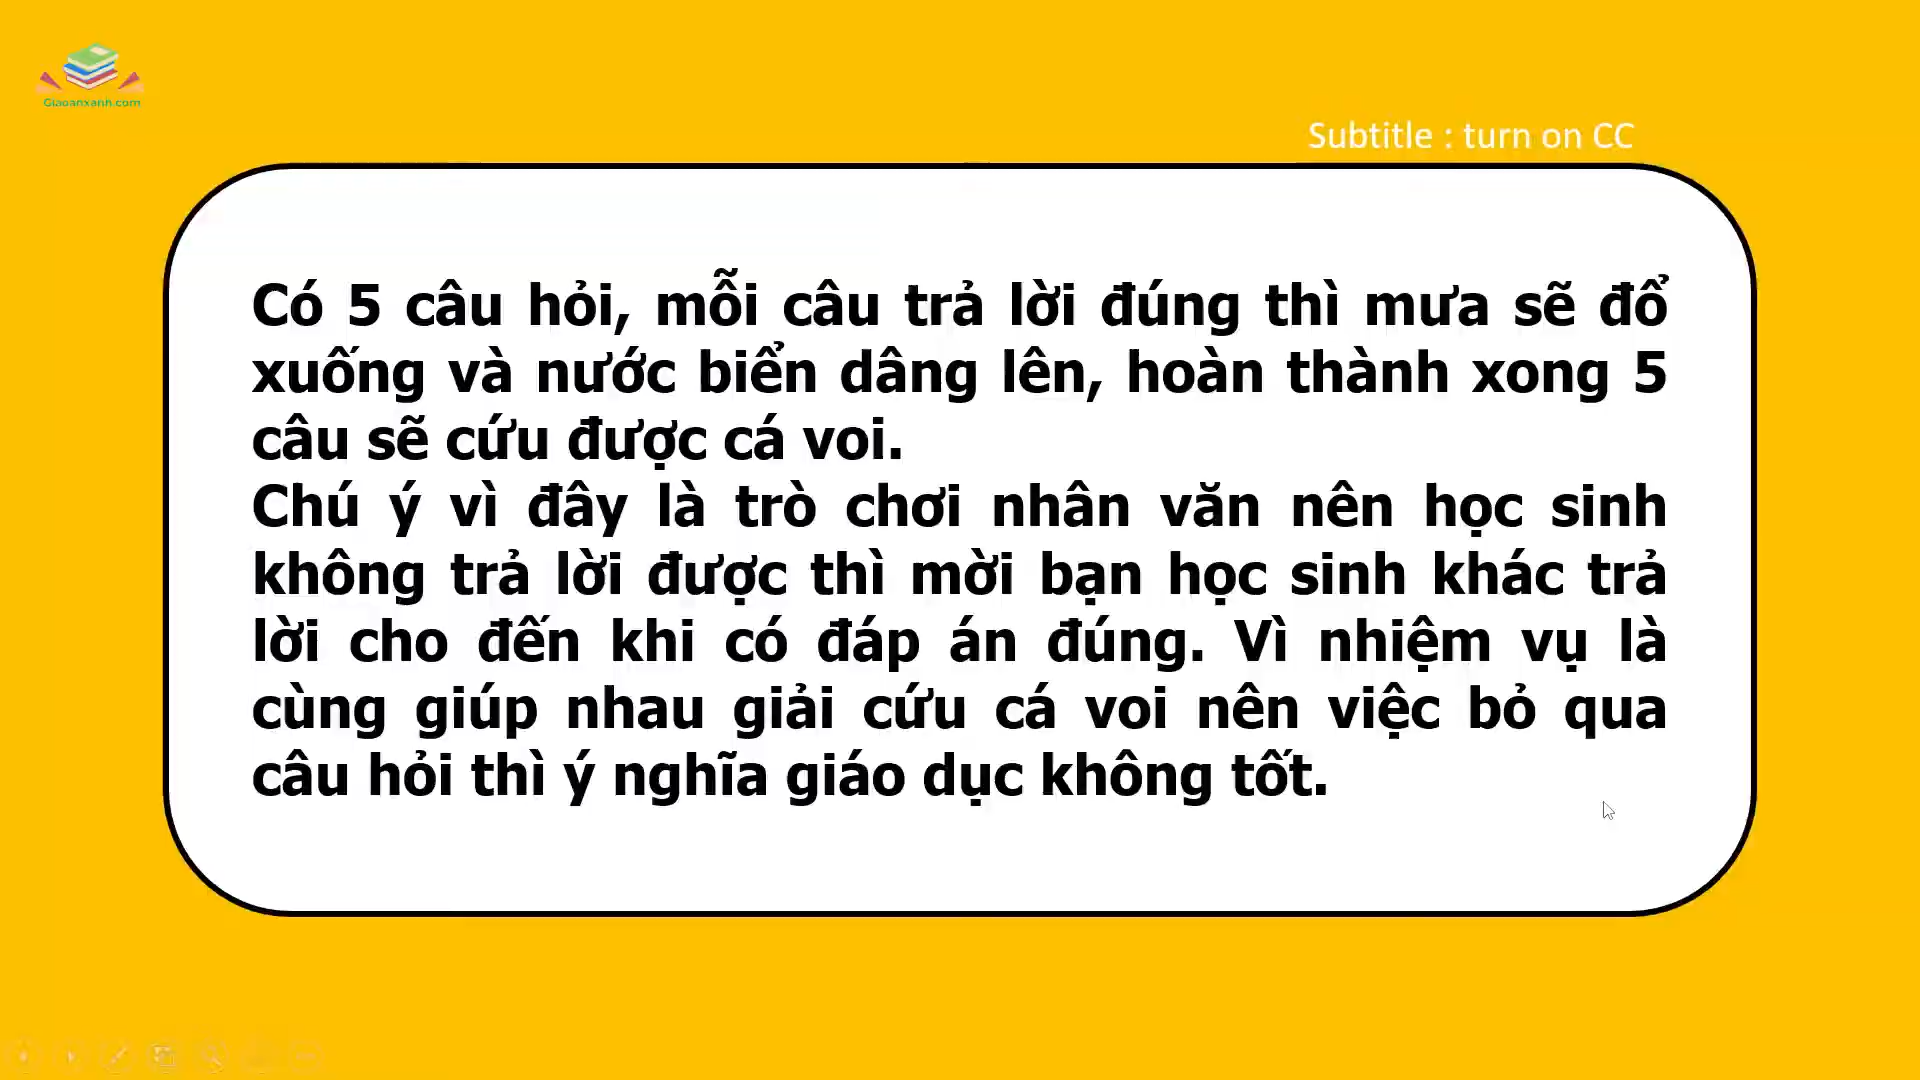 Giaoanxanh.com
Subtitle : turn on CC
Có 5 câu hỏi, mỗi câu trả lời đúng thì mưa sẽ đổ
xuống và nước biển dâng lên, hoàn thành xong 5
câu sẽ cứu được cá voi.
Chú ý vì đây là trò chơi nhân văn nên học sinh
không trả lời được thì mời bạn học sinh khác trả
lời cho đến khi có đáp án đúng. Vì nhiệm vụ là
cùng giúp nhau giải cứu cá voi nên việc bỏ qua
câu hỏi thì ý nghĩa giáo dục không tốt.